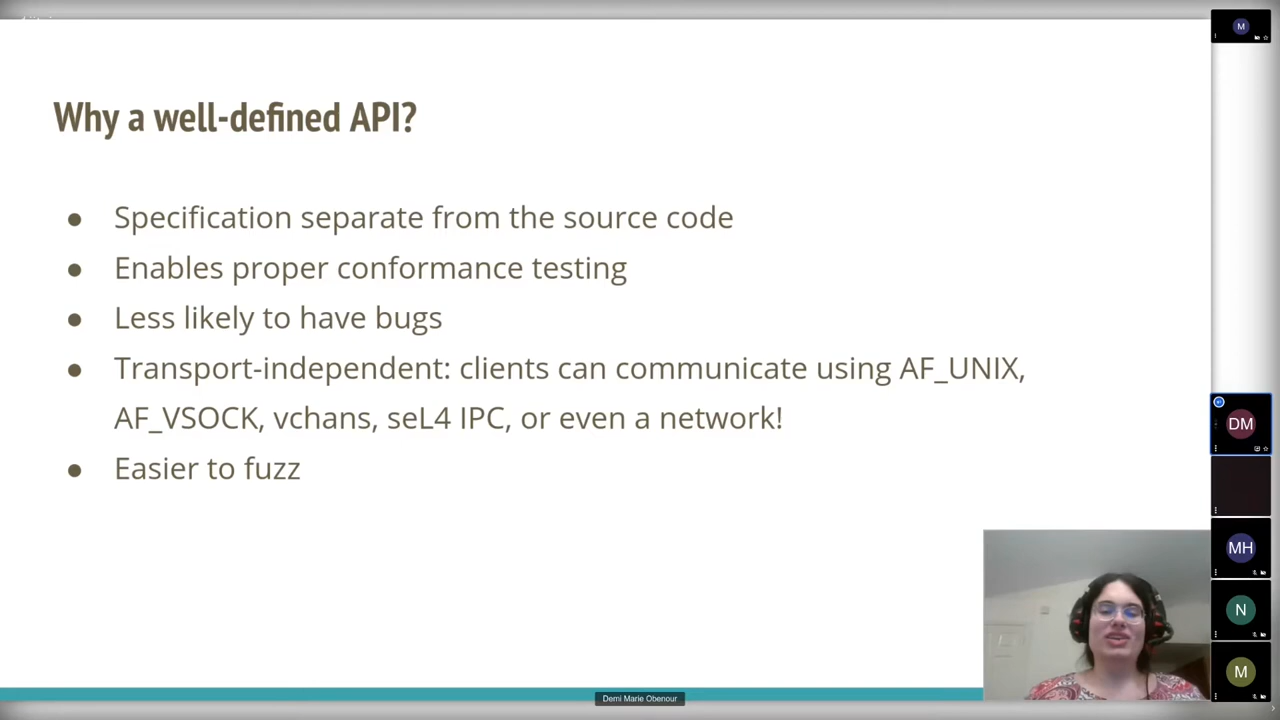 M
Why a well-defined API?
● Specification separate from the source code
● Enables proper conformance testing
● Less likely to have bugs
● Transport-independent: clients can communicate using AF_UNIX,
AF_VSOCK, vchans, seL4 IPC, or even a network!
● Easier to fuzz
DM
MH
N
M
Demi Marie Obenour